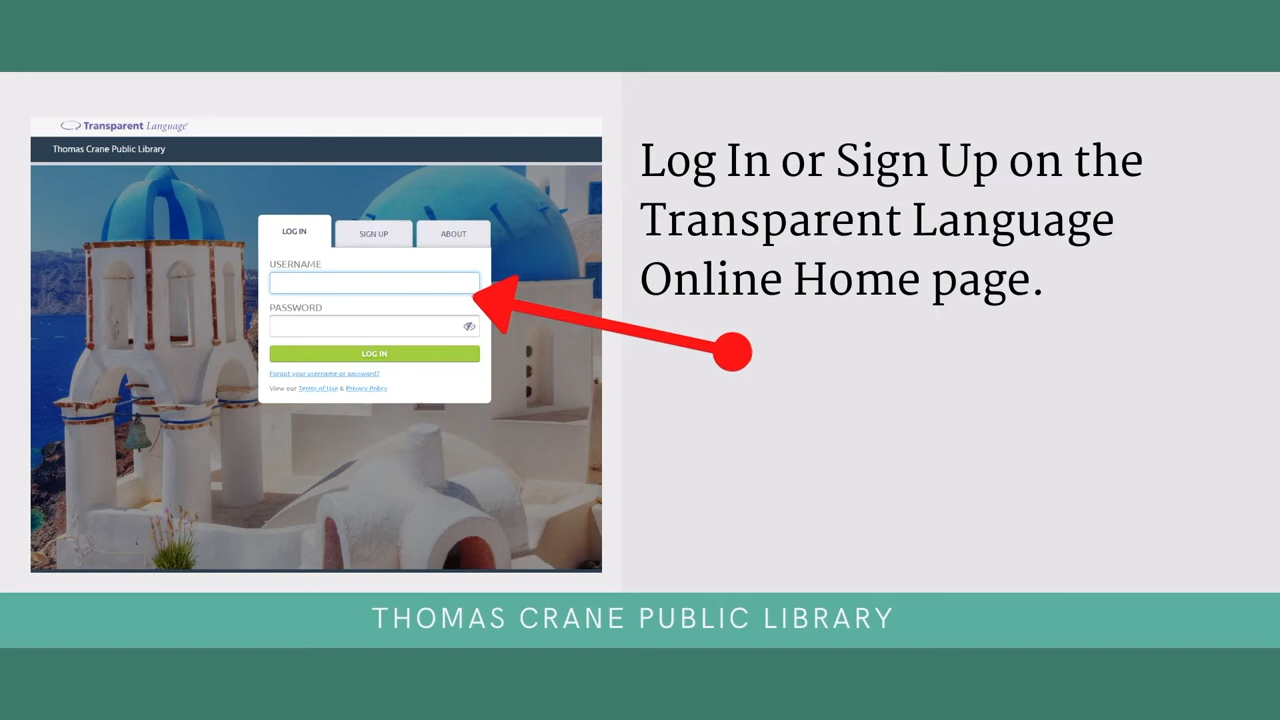 Transparent Language
Thomas Crane Public Library
LOG IN
SIGN UP
ABOUT
USERNAME
PASSWORD
LOG IN
Forgot your username or password?
View our Terms of Use & Privacy Policy
Log In or Sign Up on the
Transparent Language
Online Home page.
THOMAS CRANE PUBLIC LIBRARY